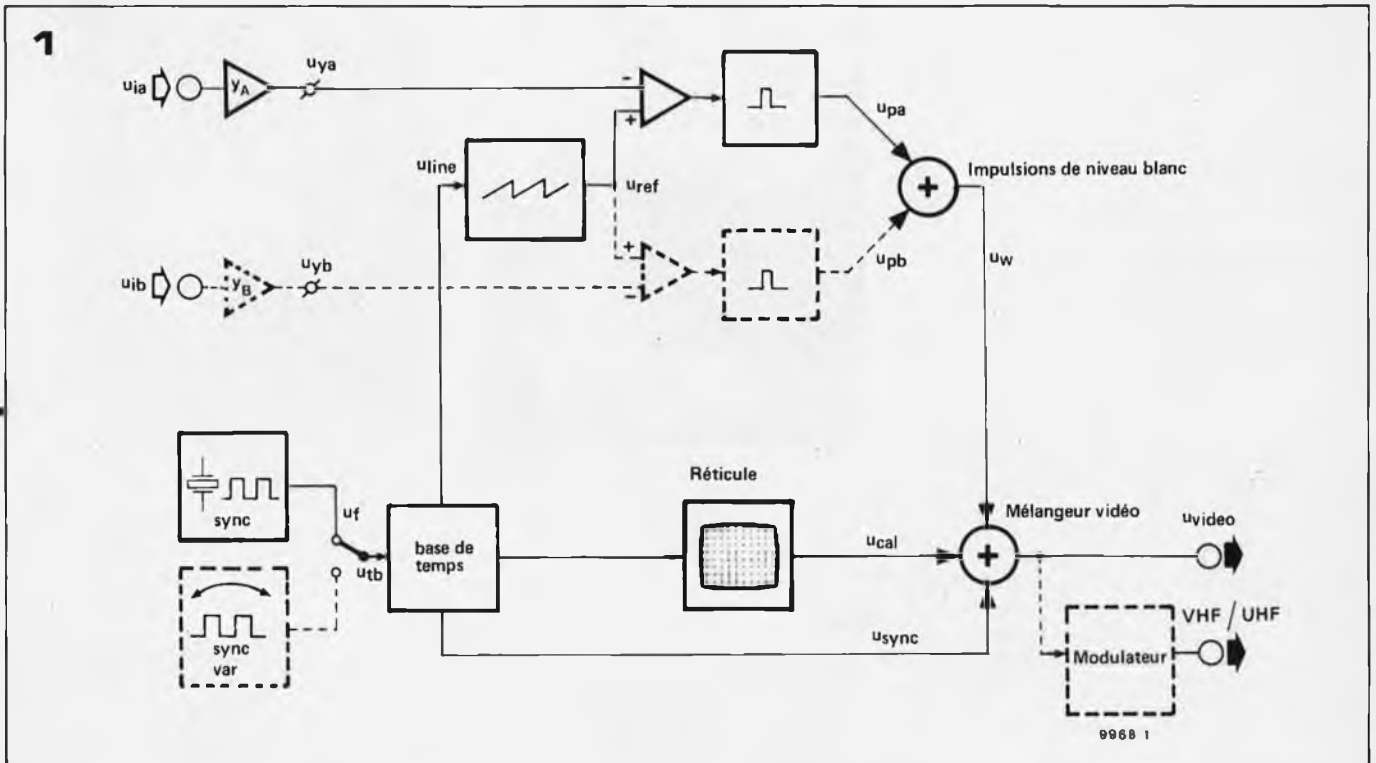 1
uia
yA
uya
-
+
upa
uline
uref
+
Impulsions de niveau blanc
uib
yB
uyb
+
-
upb
uw
sync
uf
utb
base de
temps
Réticule
ucal
Mélangeur vidéo
+
uvideo
sync
var
usync
VHF / UHF
Modulateur
9968 1